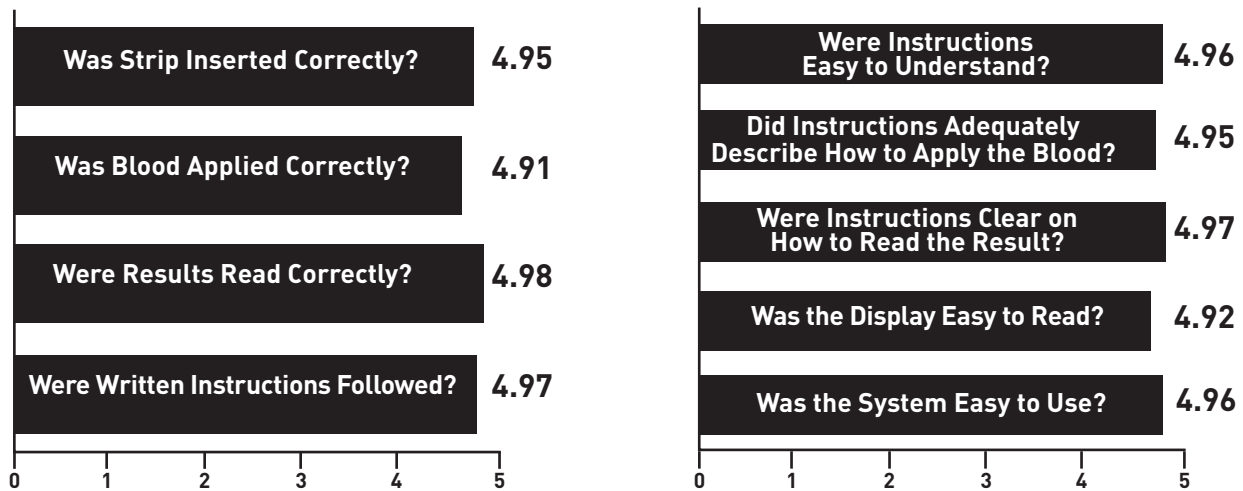 Was Strip Inserted Correctly?
4.95
Was Blood Applied Correctly?
4.91
Were Results Read Correctly?
4.98
Were Written Instructions Followed?
4.97
0 1 2 3 4 5
Were Instructions
Easy to Understand?
4.96
Did Instructions Adequately
Describe How to Apply the Blood?
4.95
Were Instructions Clear on
How to Read the Result?
4.97
Was the Display Easy to Read?
4.92
Was the System Easy to Use?
4.96
0 1 2 3 4 5